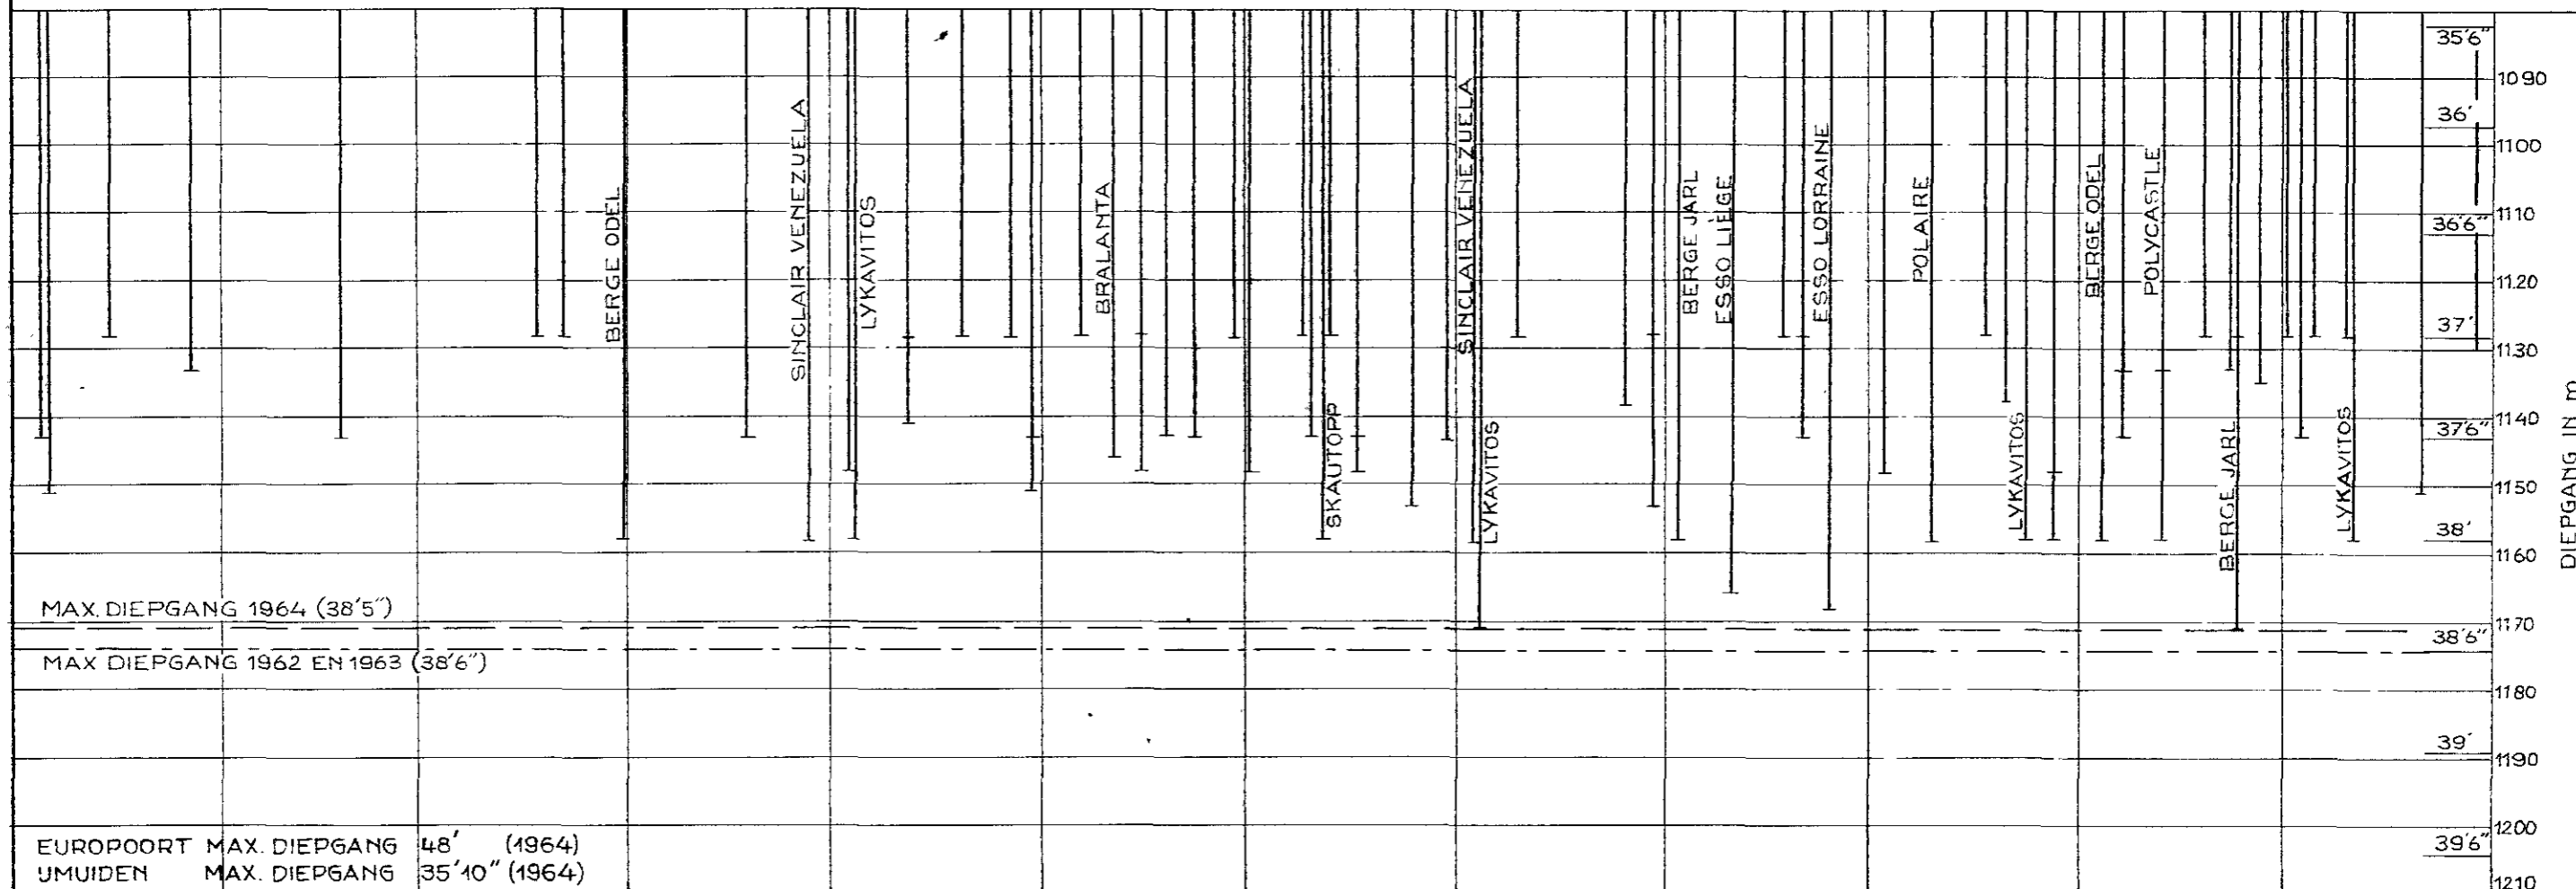 35'6"
1090
36'
1100
1110
36'6"
1120
37'
1130
1140
37'6"
1150
38'
1160
1170
38'6"
1180
39'
1190
1200
39'6"
1210
DIEPGANG IN m
BERGE ODEL
SINCLAIR VENEZUELA
LYKAVITOS
BRALANTA
SKAUTOPP
SINCLAIR VENEZUELA
LYKAVITOS
BERGE JARL
ESSO LIEGE
ESSO LORRAINE
POLAIRE
LYKAVITOS
BERGE ODEL
POLYCASTLE
BERGE JARL
LYKAVITOS
MAX. DIEPGANG 1964 (38'5")
MAX DIEPGANG 1962 EN 1963 (38'6")
EUROPOORT MAX. DIEPGANG 48' (1964)
IJMUIDEN MAX. DIEPGANG 35'10" (1964)